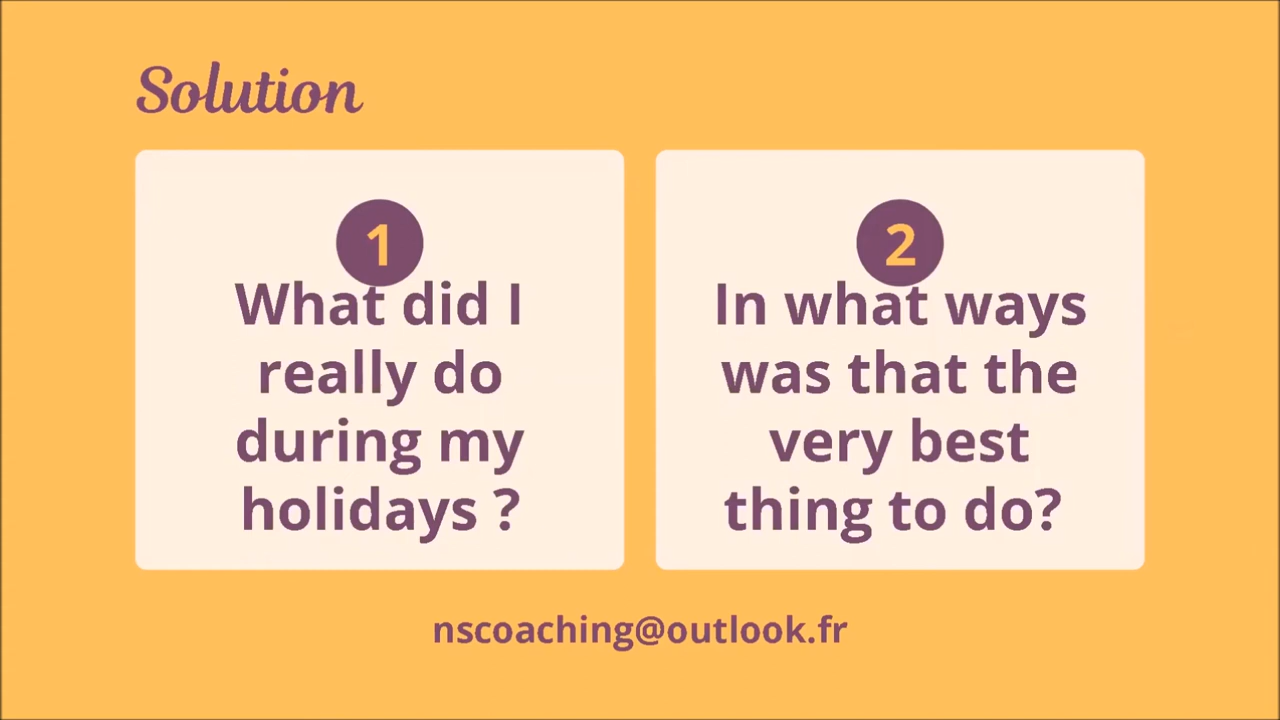 Solution
1
What did I
really do
during my
holidays ?
2
In what ways
was that the
very best
thing to do?
nscoaching@outlook.fr